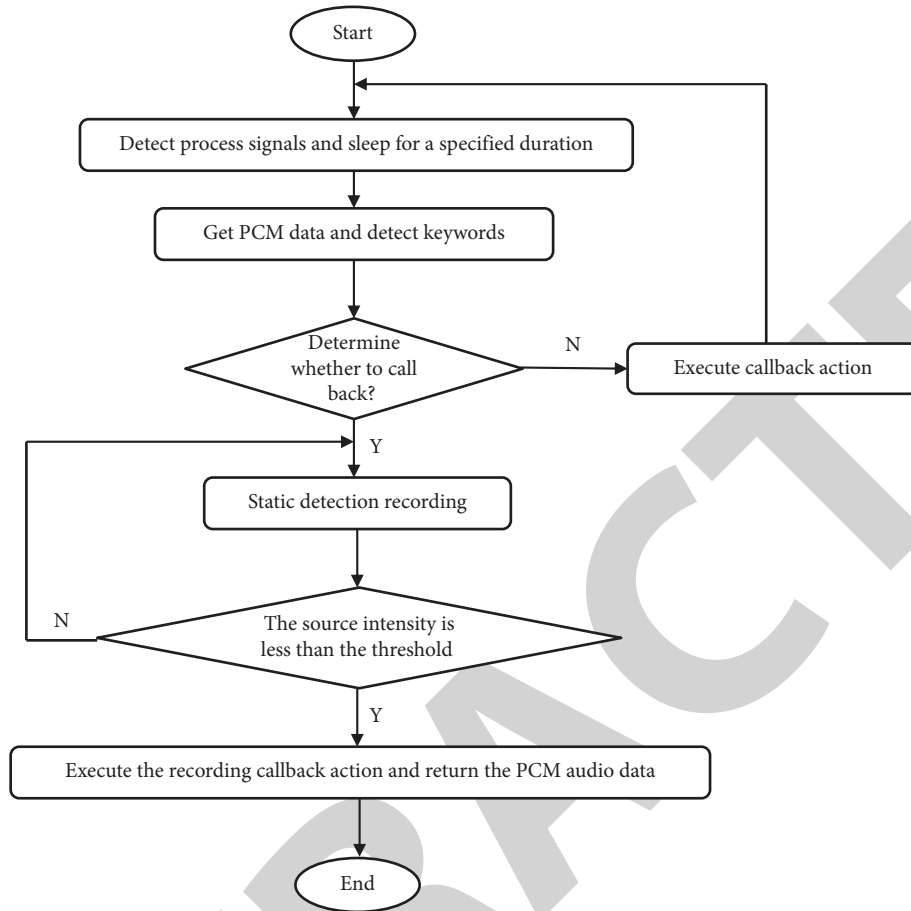 Start
Detect process signals and sleep for a specified duration
Get PCM data and detect keywords
Determine
whether to call
back?
N
Execute callback action
Y
Static detection recording
N
The source intensity is
less than the threshold
Y
Execute the recording callback action and return the PCM audio data
End
RACTE